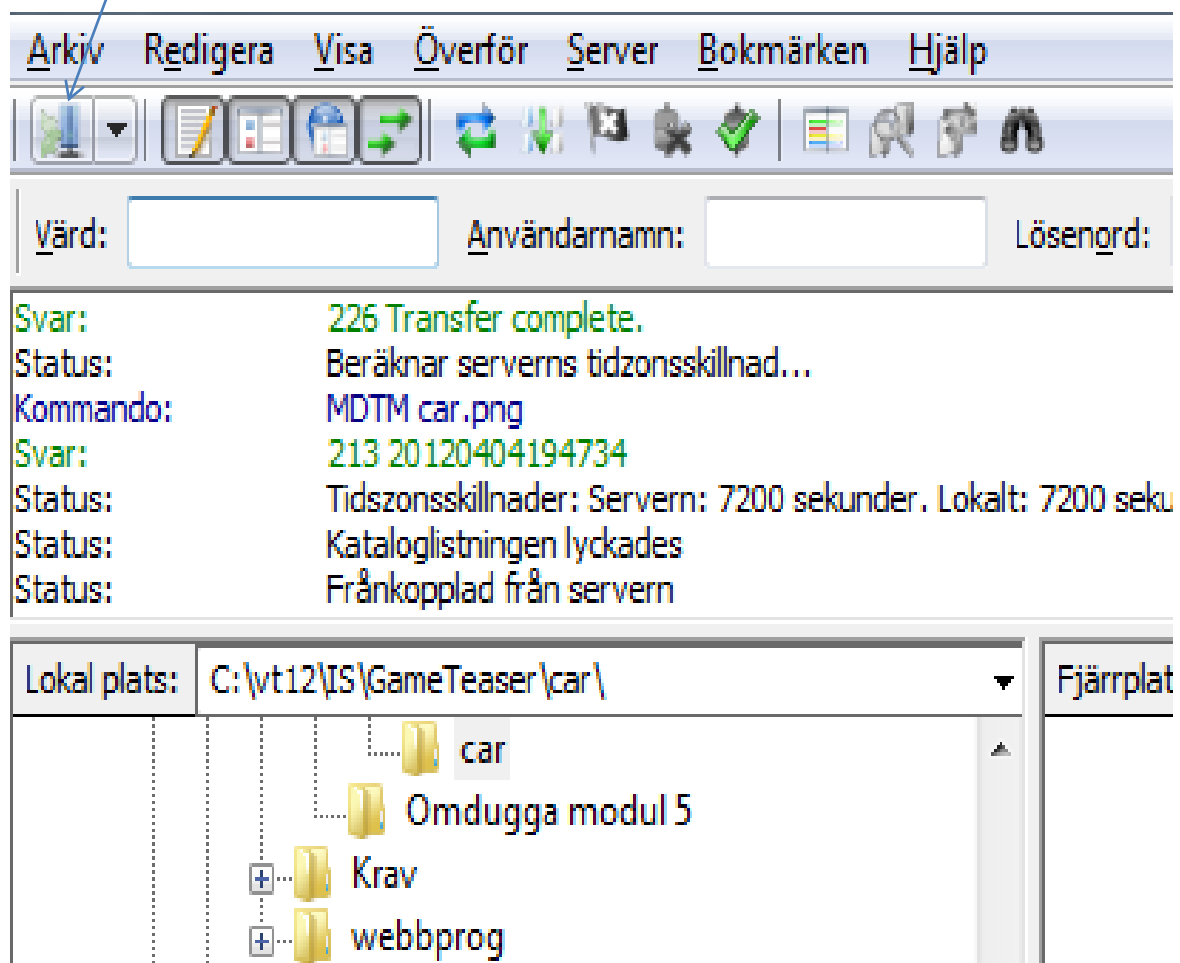 Arkiv Redigera Visa Överför Server Bokmärken Hjälp
Värd: Användarnamn: Lösenord:
Svar: 226 Transfer complete.
Status: Beräknar serverns tidzonsskillnad...
Kommando: MDTM car.png
Svar: 213 20120404194734
Status: Tidszonsskillnader: Servern: 7200 sekunder. Lokalt: 7200 seku
Status: Kataloglistningen lyckades
Status: Frånkopplad från servern
Lokal plats: C:\vt12\IS\GameTeaser\car\ Fjärrplat
car
Omdugga modul 5
Krav
webbprog